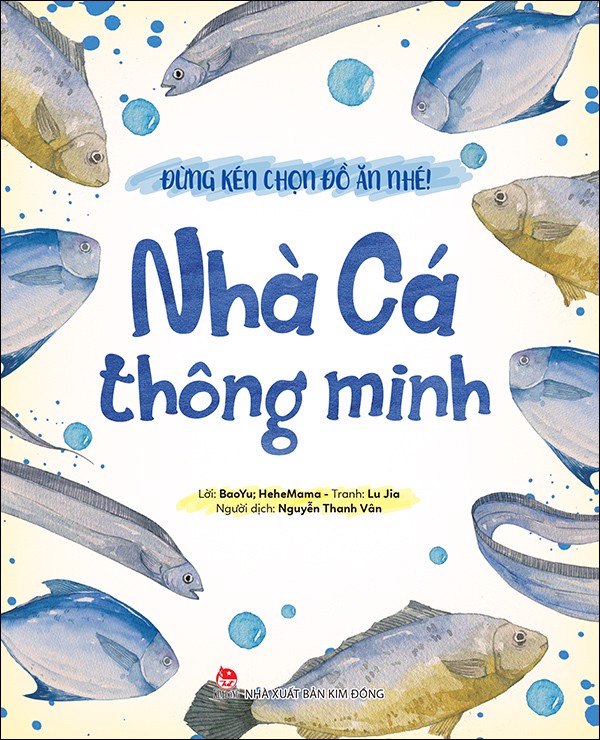 ĐỪNG KÉN CHỌN ĐỒ ĂN NHÉ!
Nhà Cá
thông minh
Lời: BaoYu; HeheMama - Tranh: Lu Jia
Người dịch: Nguyễn Thanh Vân
NHÀ XUẤT BẢN KIM ĐỒNG